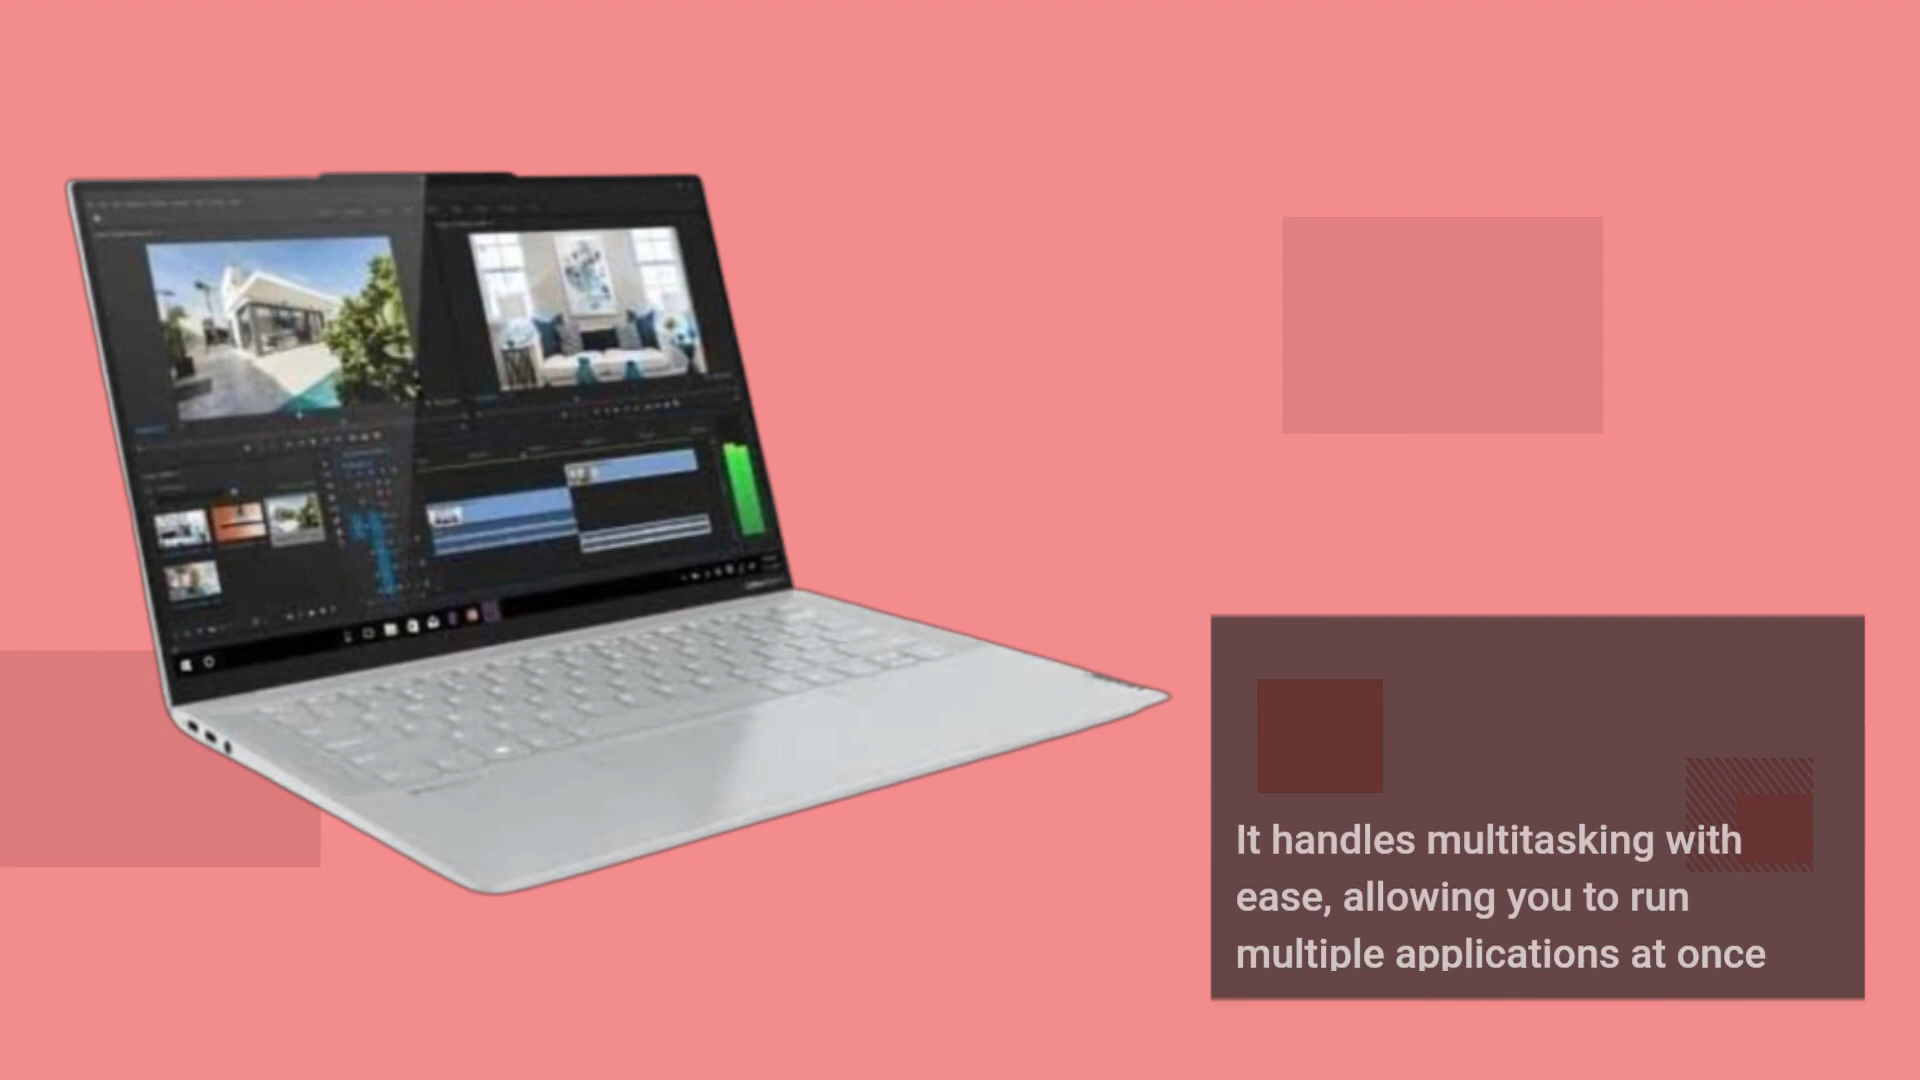 It handles multitasking with
ease, allowing you to run
multiple applications at once